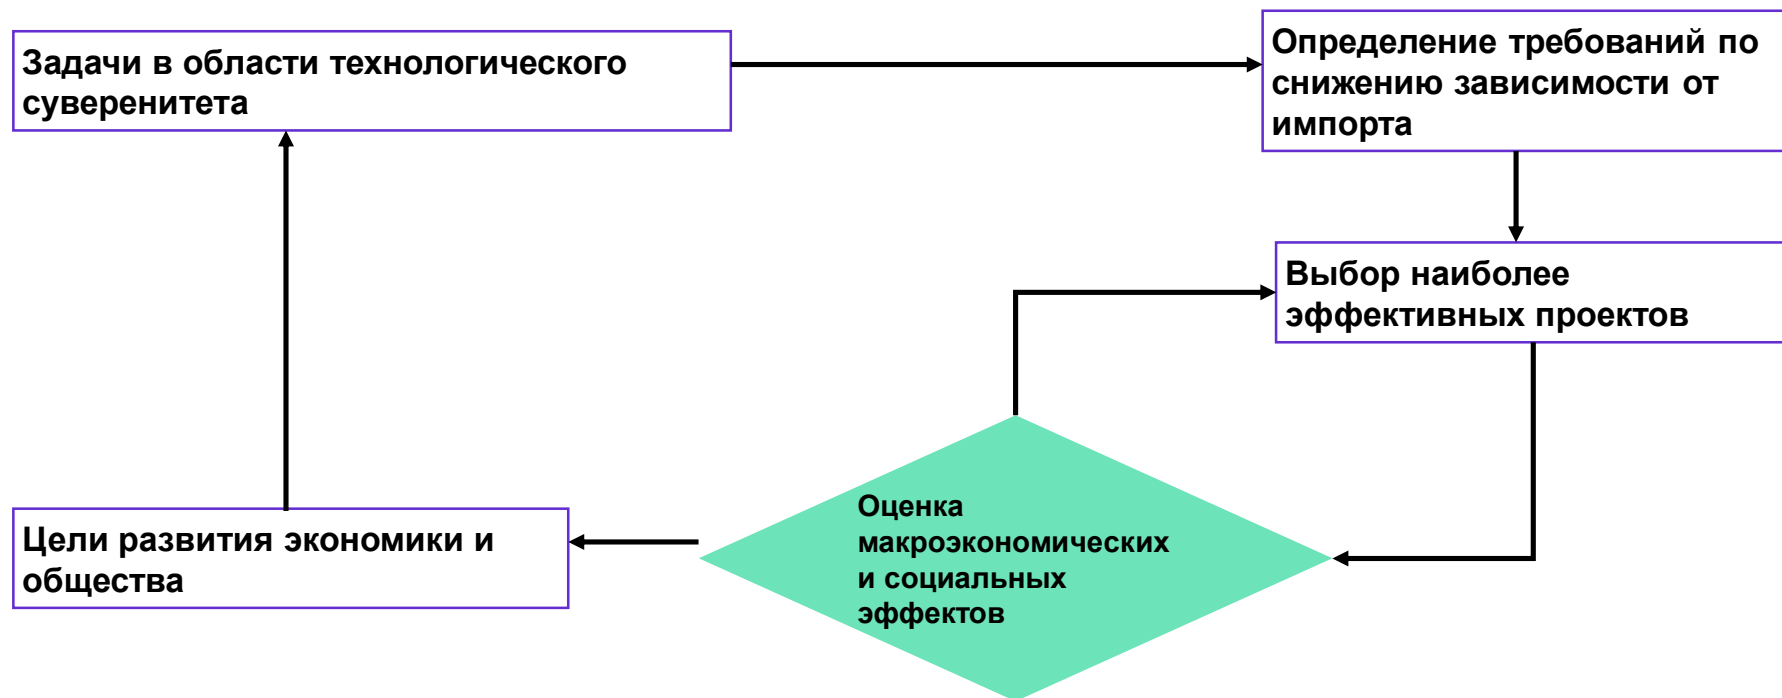 Задачи в области технологического
суверенитета
Определение требований по
снижению зависимости от
импорта
Выбор наиболее
эффективных проектов
Оценка
макроэкономических
и социальных
эффектов
Цели развития экономики и
общества